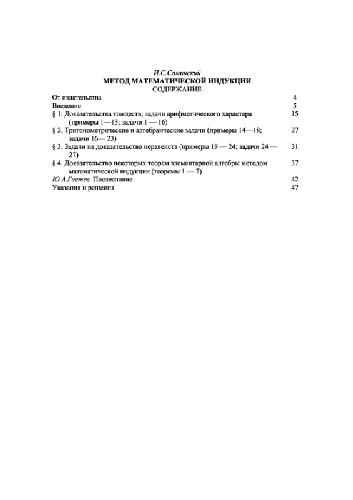 И.С.Соминский
МЕТОД МАТЕМАТИЧЕСКОЙ ИНДУКЦИИ
СОДЕРЖАНИЕ
От издательства 4
Введение 5
§ 1. Доказательства тождеств; задачи арифметического характера 15
(примеры 1—13; задачи 1 — 16)
§ 2. Тригонометрические и алгебраические задачи (примеры 14—18; 27
задачи 16— 23)
§ 3. Задачи на доказательство неравенств (примеры 19 — 24; задачи 24 — 31
27)
§ 4. Доказательство некоторых теорем элементарной алгебры методом 37
математической индукции (теоремы 1 — 7)
Ю.А.Гастев. Послесловие 42
Указания и решения 47